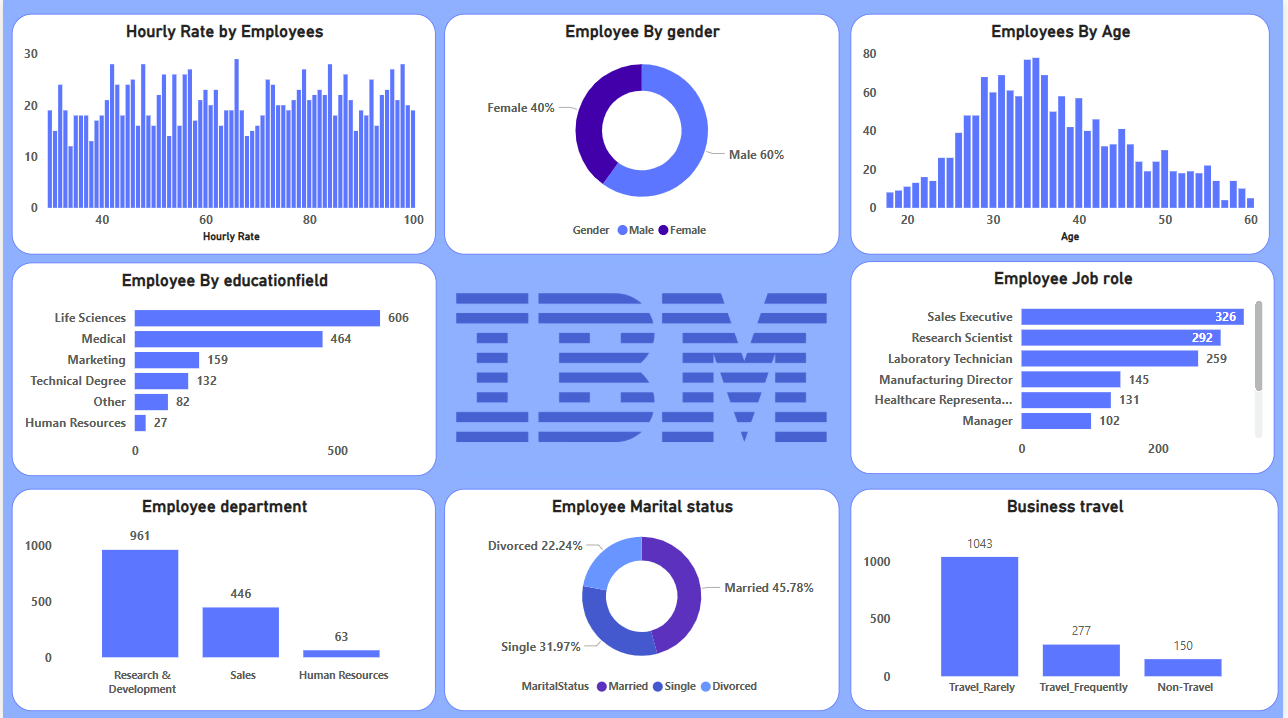 Hourly Rate by Employees
30
20
10
0
40
60
80
100
Hourly Rate
Employee By gender
Female 40%
Male 60%
Gender Male Female
Employees By Age
80
60
40
20
0
20
30
40
50
60
Age
Employee By educationfield
Life Sciences 606
Medical 464
Marketing 159
Technical Degree 132
Other 82
Human Resources 27
0
500
IBM
Employee Job role
Sales Executive 326
Research Scientist 292
Laboratory Technician 259
Manufacturing Director 145
Healthcare Representa... 131
Manager 102
0
200
Employee department
1000
500
0
961
446
63
Research &
Development
Sales
Human Resources
Employee Marital status
Divorced 22.24%
Married 45.78%
Single 31.97%
MaritalStatus Married Single Divorced
Business travel
1000
500
0
1043
277
150
Travel_Rarely
Travel_Frequently
Non-Travel